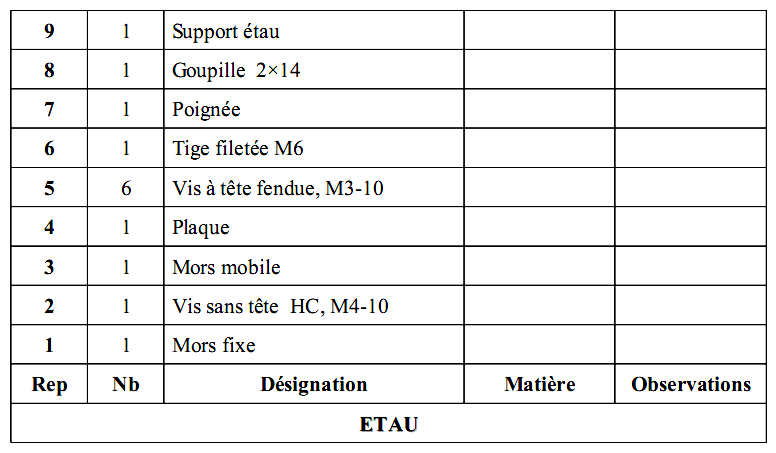 9 1 Support étau
8 1 Goupille 2×14
7 1 Poignée
6 1 Tige filetée M6
5 6 Vis à tête fendue, M3-10
4 1 Plaque
3 1 Mors mobile
2 1 Vis sans tête HC, M4-10
1 1 Mors fixe
Rep Nb Désignation Matière Observations
ETAU